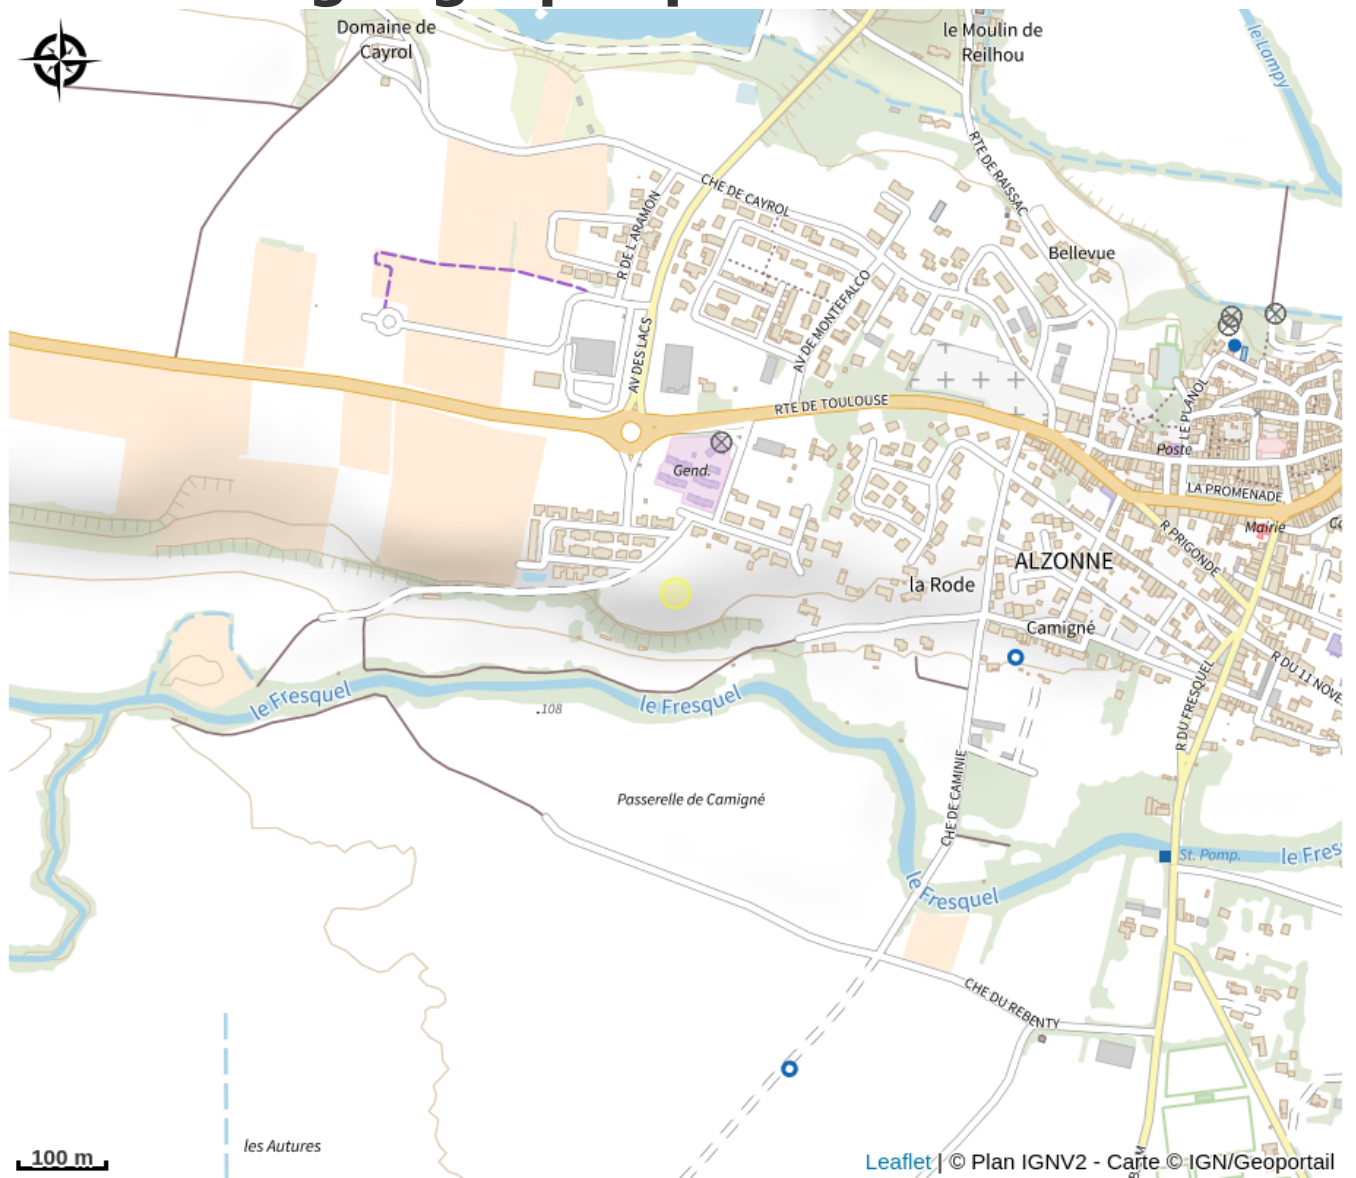 Domaine de
Cayrol
le Moulin de
Reilhou
le Lampy
RTE DE RAISSAC
CHE DE CAYROL
R DE L'ARAMON
Bellevue
AV DE MONTEFALCO
AV DES LACS
RTE DE TOULOUSE
LE PLANOL
Poste
Gend.
LA PROMENADE
Mairie
R PRIGONDE
ALZONNE
la Rode
Camigné
R DU 11 NOVE
le Fresquel
le Fresquel
.108
R DU FRESQUEL
Passerelle de Camigné
CHE DE CAMINIE
St. Pomp.
le Fres
le Fresquel
CHE DU REBENTY
les Autures
100 m
Leaflet | © Plan IGNV2 - Carte © IGN/Geoportail